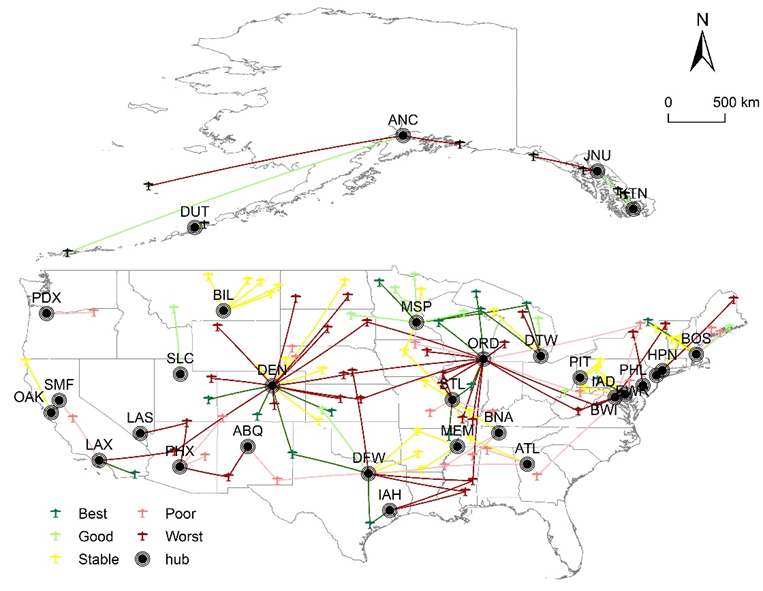 N
0 500 km
ANC
JNU
KTN
DUT
PDX
BIL
MSP
SLC
DEN
ORD
DTW
BOS
HPN
PIT
PHL
IAD
BWI
OAK
SMF
STL
LAS
BNA
LAX
PHX
ABQ
MEM
ATL
DFW
IAH
Best Poor
Good Worst
Stable hub